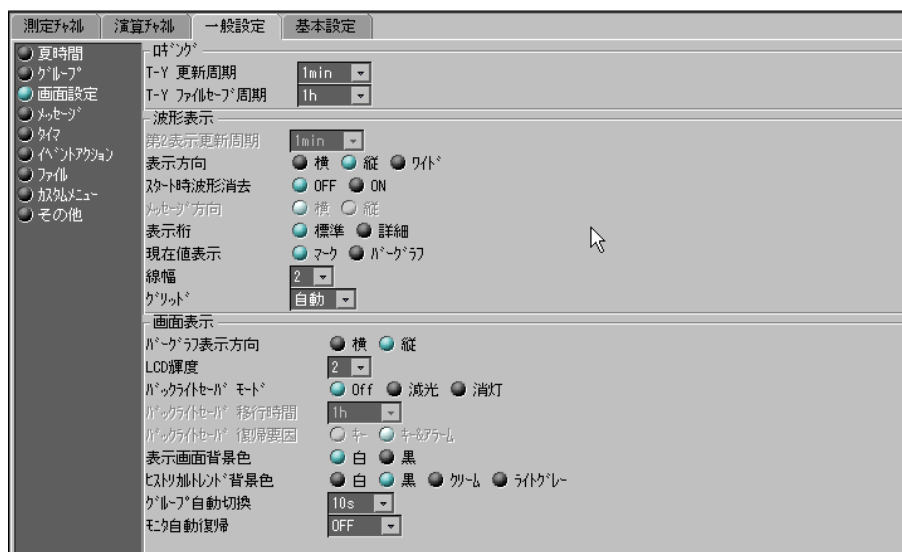 測定ﾁｬﾈﾙ 演算ﾁｬﾈﾙ 一般設定 基本設定
夏時間
ｸﾞﾙｰﾌﾟ
画面設定
ﾒｯｾｰｼﾞ
ﾀｲﾏ
ｲﾍﾞﾝﾄｱｸｼｮﾝ
ﾌｧｲﾙ
ｶｽﾀﾑﾒﾆｭｰ
その他
ﾛｷﾞﾝｸﾞ
T-Y 更新周期 1min
T-Y ﾌｧｲﾙｾｰﾌﾞ周期 1h
波形表示
第2表示更新周期 1min
表示方向 横 縦 ﾜｲﾄﾞ
ｽﾀｰﾄ時波形消去 OFF ON
ﾒｯｾｰｼﾞ方向 横 縦
表示桁 標準 詳細
現在値表示 ﾏｰｸ ﾊﾞｰｸﾞﾗﾌ
線幅 2
ｸﾞﾘｯﾄﾞ 自動
画面表示
ﾊﾞｰｸﾞﾗﾌ表示方向 横 縦
LCD輝度 2
ﾊﾞｯｸﾗｲﾄｾｰﾊﾞ ﾓｰﾄﾞ Off 減光 消灯
ﾊﾞｯｸﾗｲﾄｾｰﾊﾞ 移行時間 1h
ﾊﾞｯｸﾗｲﾄｾｰﾊﾞ 復帰要因 ｷｰ ｷｰ&ｱﾗｰﾑ
表示画面背景色 白 黒
ﾋｽﾄﾘｶﾙﾄﾚﾝﾄﾞ背景色 白 黒 ｸﾘｰﾑ ﾗｲﾄｸﾞﾚｰ
ｸﾞﾙｰﾌﾟ自動切換 10s
ﾓﾆﾀ自動復帰 OFF